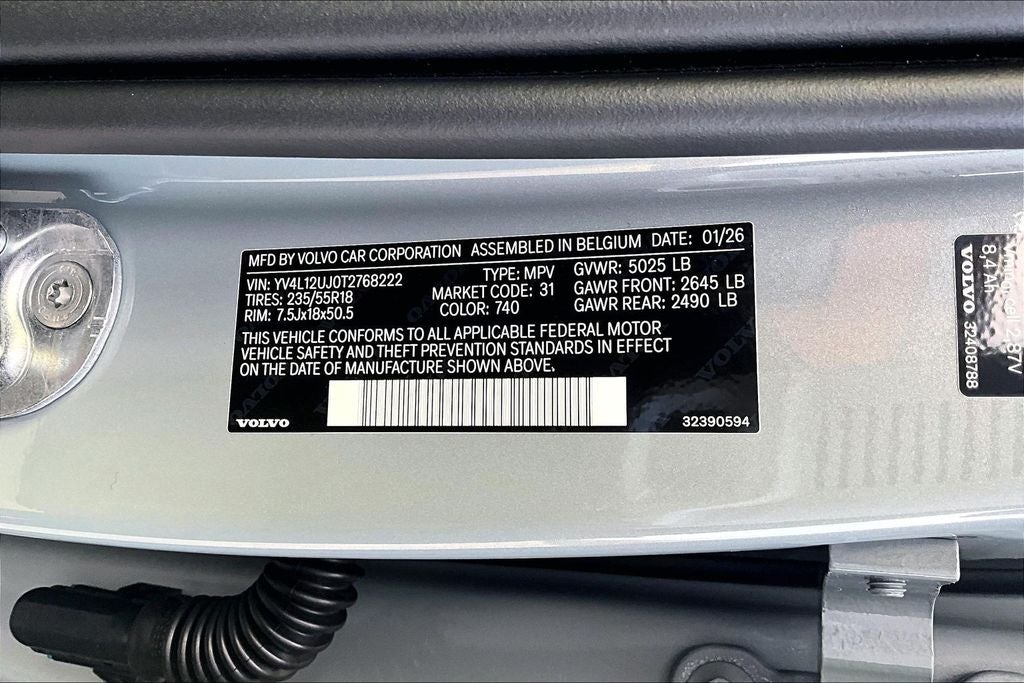 MFD BY VOLVO CAR CORPORATION ASSEMBLED IN BELGIUM DATE: 01/26
VIN: YV4L12UJ0T2768222 TYPE: MPV GVWR: 5025 LB
TIRES: 235/55R18 MARKET CODE: 31 GAWR FRONT: 2645 LB
RIM: 7.5Jx18x50.5 COLOR: 740 GAWR REAR: 2490 LB
THIS VEHICLE CONFORMS TO ALL APPLICABLE FEDERAL MOTOR
VEHICLE SAFETY AND THEFT PREVENTION STANDARDS IN EFFECT
ON THE DATE OF MANUFACTURE SHOWN ABOVE.
VOLVO 32390594
8,4 Ah
VOLVO 32408788